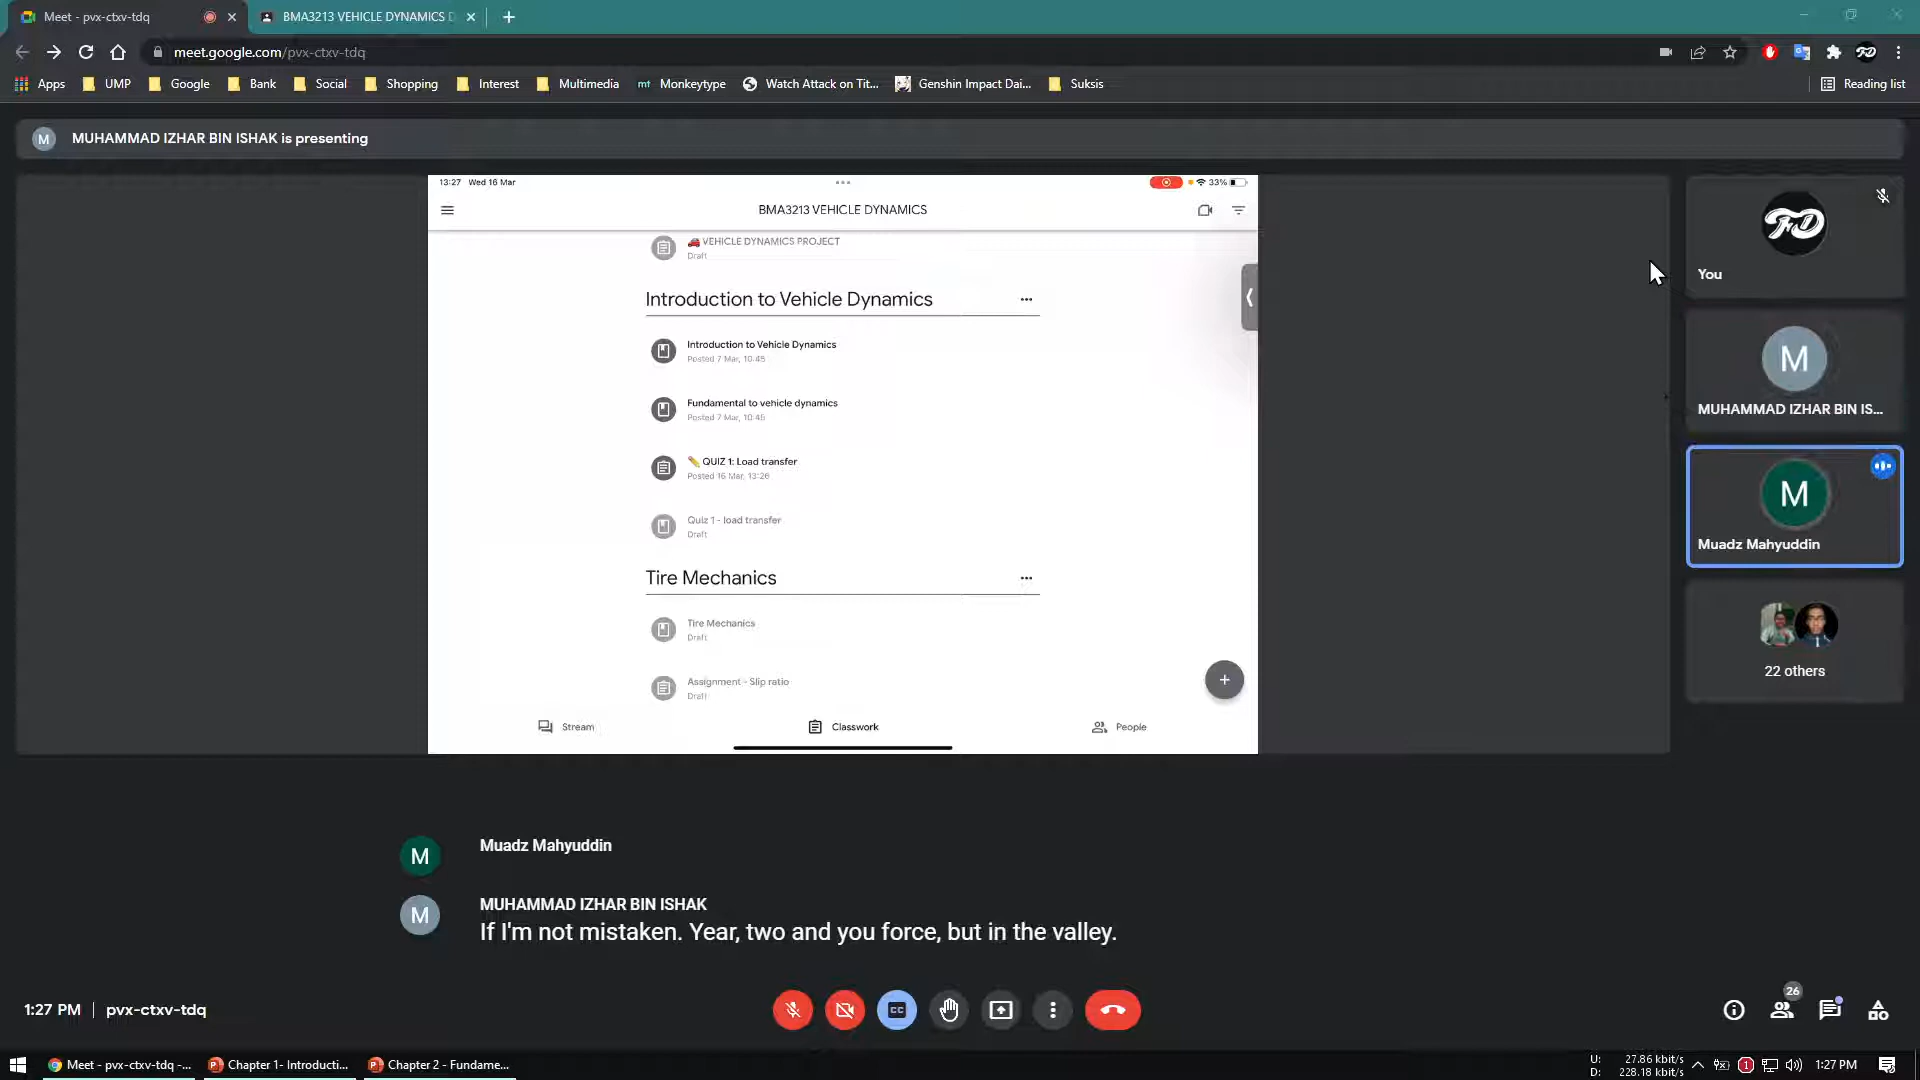 Meet - pvx-ctxv-tdq
BMA3213 VEHICLE DYNAMICS D
meet.google.com/pvx-ctxv-tdq
Apps
UMP
Google
Bank
Social
Shopping
Interest
Multimedia
mt Monkeytype
Watch Attack on Tit...
Genshin Impact Dai...
Suksis
Reading list
M MUHAMMAD IZHAR BIN ISHAK is presenting
13:27 Wed 16 Mar
33%
BMA3213 VEHICLE DYNAMICS
🚗 VEHICLE DYNAMICS PROJECT
Draft
Introduction to Vehicle Dynamics
Introduction to Vehicle Dynamics
Posted 7 Mar, 10:45
Fundamental to vehicle dynamics
Posted 7 Mar, 10:45
✏️ QUIZ 1: Load transfer
Posted 16 Mar, 13:26
Quiz 1 - load transfer
Draft
Tire Mechanics
Tire Mechanics
Draft
Assignment - Slip ratio
Draft
Stream
Classwork
People
FD
You
M
MUHAMMAD IZHAR BIN IS...
M
Muadz Mahyuddin
22 others
M
Muadz Mahyuddin
M
MUHAMMAD IZHAR BIN ISHAK
If I'm not mistaken. Year, two and you force, but in the valley.
1:27 PM | pvx-ctxv-tdq
CC
26
Meet - pvx-ctxv-tdq -...
Chapter 1- Introducti...
Chapter 2 - Fundame...
U: 27.86 kbit/s
D: 228.18 kbit/s
1
1:27 PM